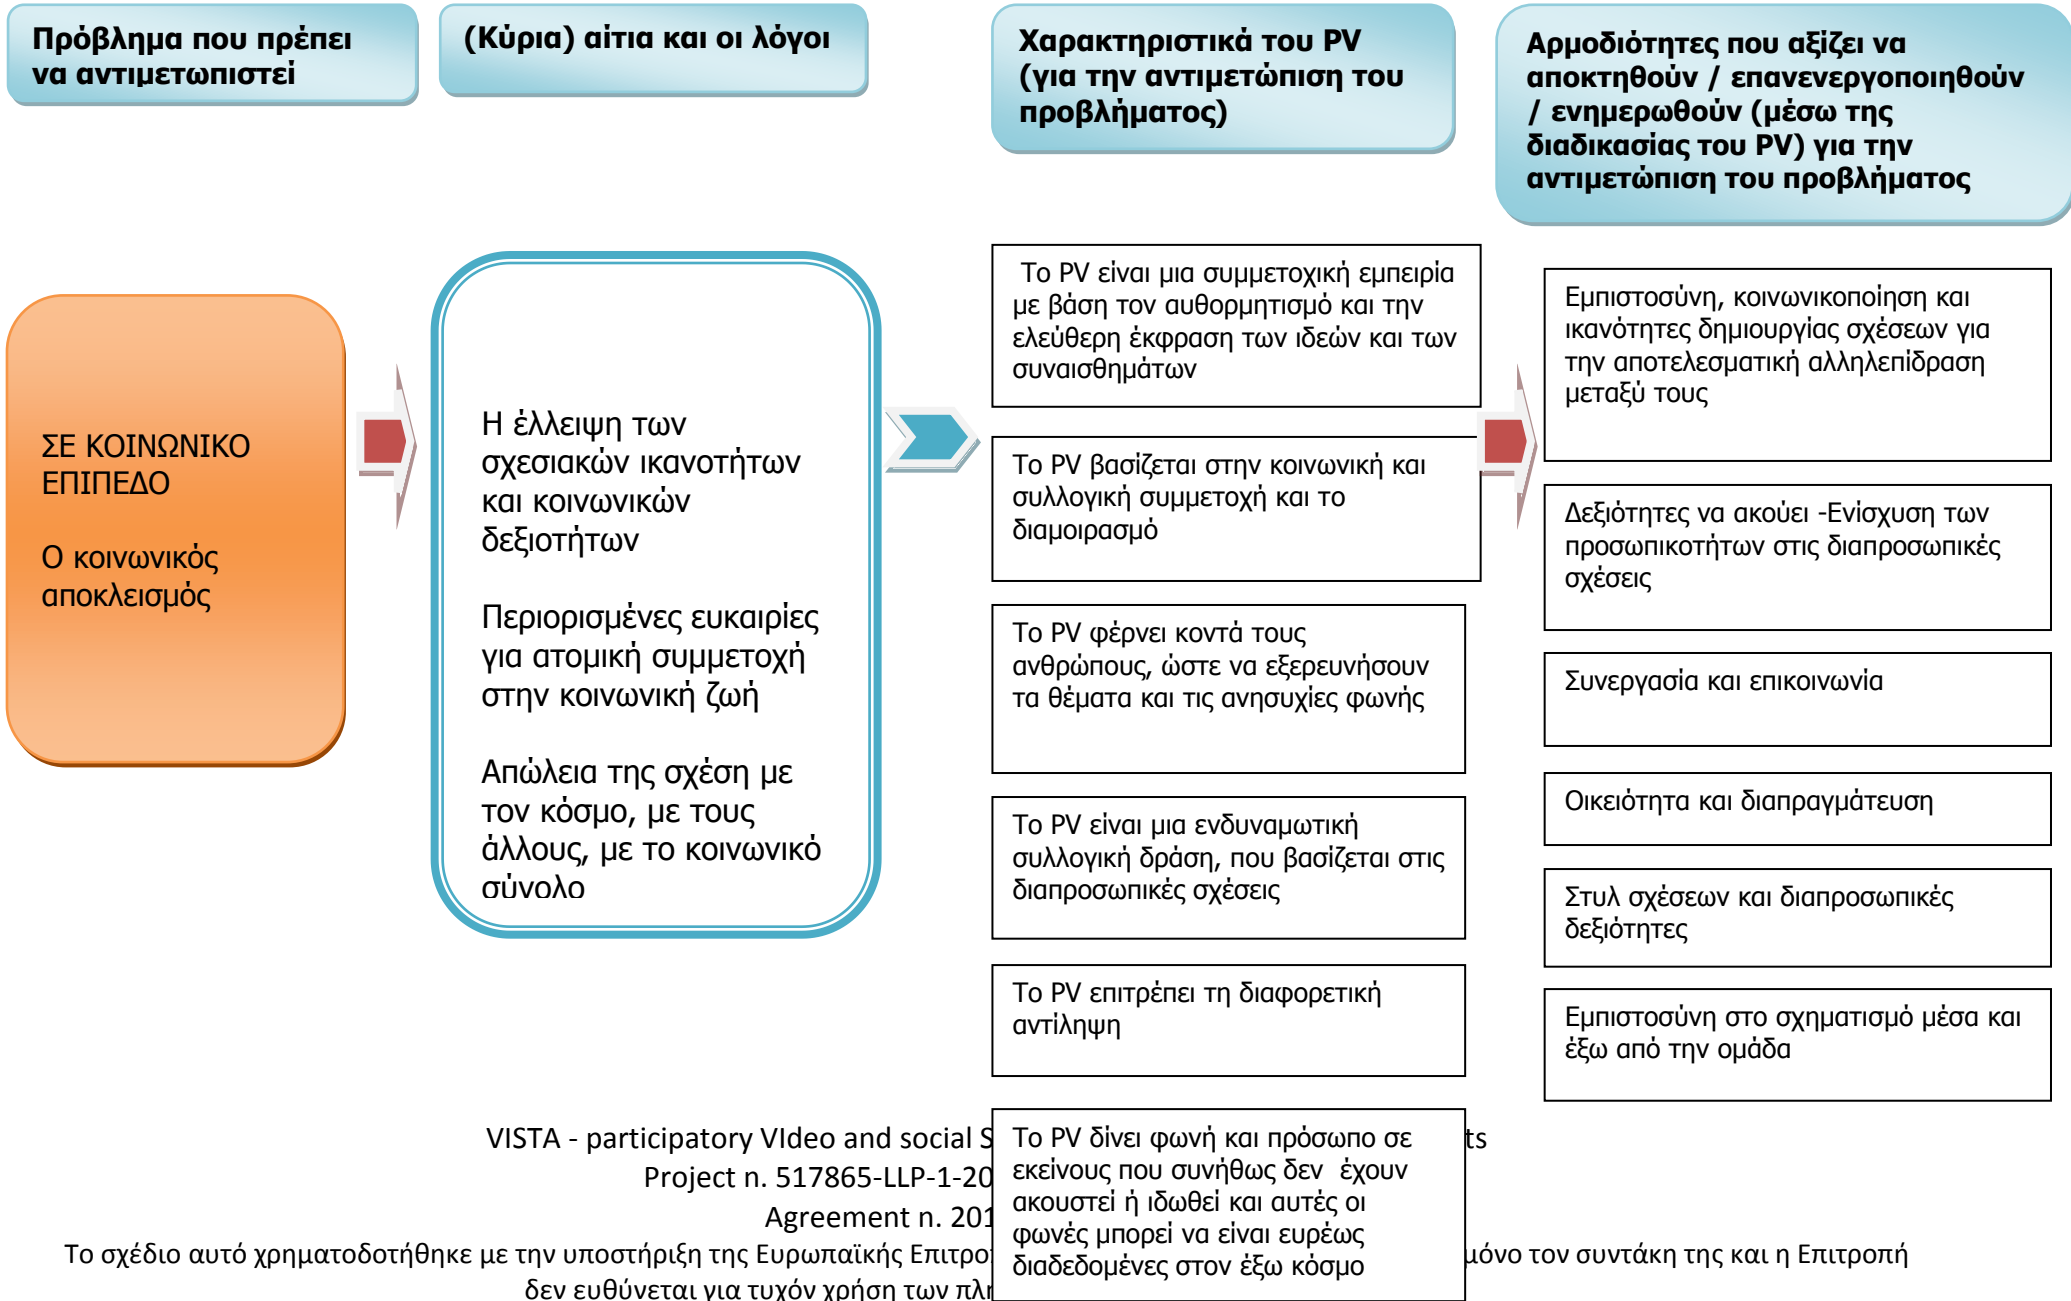 Πρόβλημα που πρέπει
να αντιμετωπιστεί
(Κύρια) αίτια και οι λόγοι
Χαρακτηριστικά του PV
(για την αντιμετώπιση του
προβλήματος)
Αρμοδιότητες που αξίζει να
αποκτηθούν / επανενεργοποιηθούν
/ ενημερωθούν (μέσω της
διαδικασίας του PV) για την
αντιμετώπιση του προβλήματος
ΣΕ ΚΟΙΝΩΝΙΚΟ
ΕΠΙΠΕΔΟ
Ο κοινωνικός
αποκλεισμός
Η έλλειψη των
σχεσιακών ικανοτήτων
και κοινωνικών
δεξιοτήτων
Περιορισμένες ευκαιρίες
για ατομική συμμετοχή
στην κοινωνική ζωή
Απώλεια της σχέση με
τον κόσμο, με τους
άλλους, με το κοινωνικό
σύνολο
Το PV είναι μια συμμετοχική εμπειρία
με βάση τον αυθορμητισμό και την
ελεύθερη έκφραση των ιδεών και των
συναισθημάτων
Το PV βασίζεται στην κοινωνική και
συλλογική συμμετοχή και το
διαμοιρασμό
Το PV φέρνει κοντά τους
ανθρώπους, ώστε να εξερευνήσουν
τα θέματα και τις ανησυχίες φωνής
Το PV είναι μια ενδυναμωτική
συλλογική δράση, που βασίζεται στις
διαπροσωπικές σχέσεις
Το PV επιτρέπει τη διαφορετική
αντίληψη
Το PV δίνει φωνή και πρόσωπο σε
εκείνους που συνήθως δεν έχουν
ακουστεί ή ιδωθεί και αυτές οι
φωνές μπορεί να είναι ευρέως
διαδεδομένες στον έξω κόσμο
Εμπιστοσύνη, κοινωνικοποίηση και
ικανότητες δημιουργίας σχέσεων για
την αποτελεσματική αλληλεπίδραση
μεταξύ τους
Δεξιότητες να ακούει -Ενίσχυση των
προσωπικοτήτων στις διαπροσωπικές
σχέσεις
Συνεργασία και επικοινωνία
Οικειότητα και διαπραγμάτευση
Στυλ σχέσεων και διαπροσωπικές
δεξιότητες
Εμπιστοσύνη στο σχηματισμό μέσα και
έξω από την ομάδα
VISTA - participatory VIdeo and social S ts
Project n. 517865-LLP-1-20
Agreement n. 201
Το σχέδιο αυτό χρηματοδοτήθηκε με την υποστήριξη της Ευρωπαϊκής Επιτροπ μόνο τον συντάκη της και η Επιτροπή
δεν ευθύνεται για τυχόν χρήση των πλη